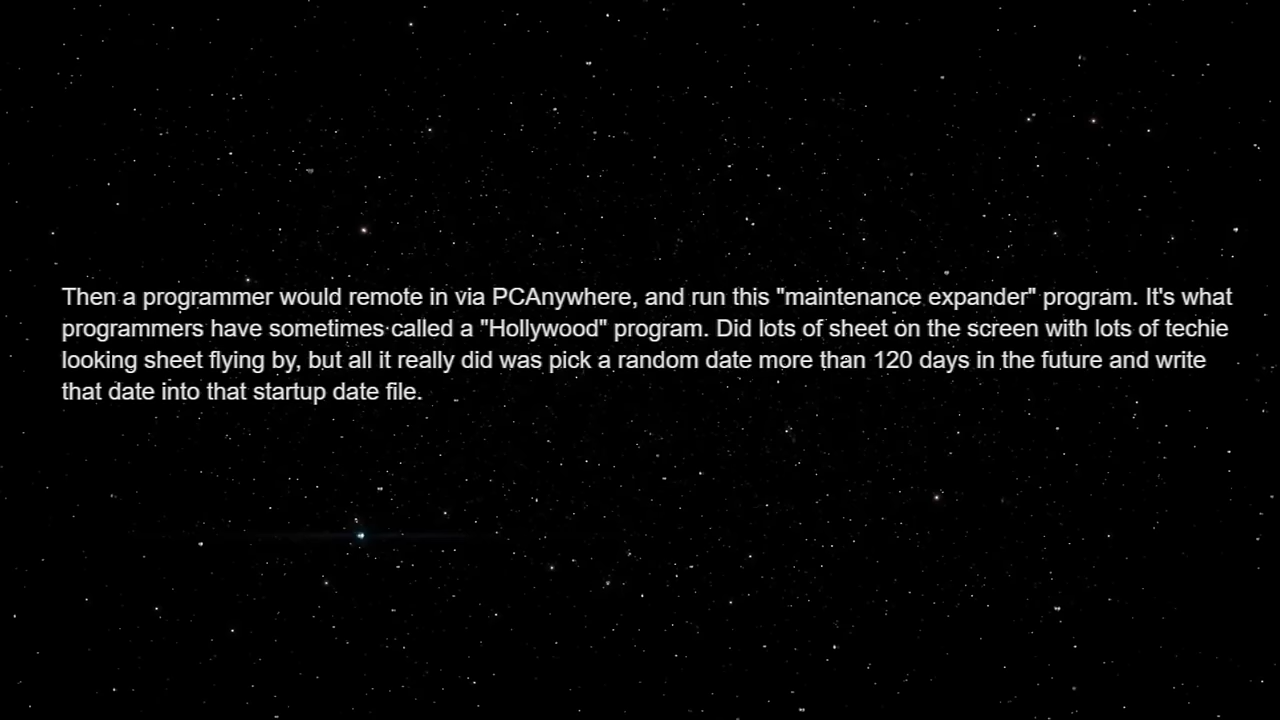 Then a programmer would remote in via PCAnywhere, and run this "maintenance expander" program. It's what
programmers have sometimes called a "Hollywood" program. Did lots of sheet on the screen with lots of techie
looking sheet flying by, but all it really did was pick a random date more than 120 days in the future and write
that date into that startup date file.